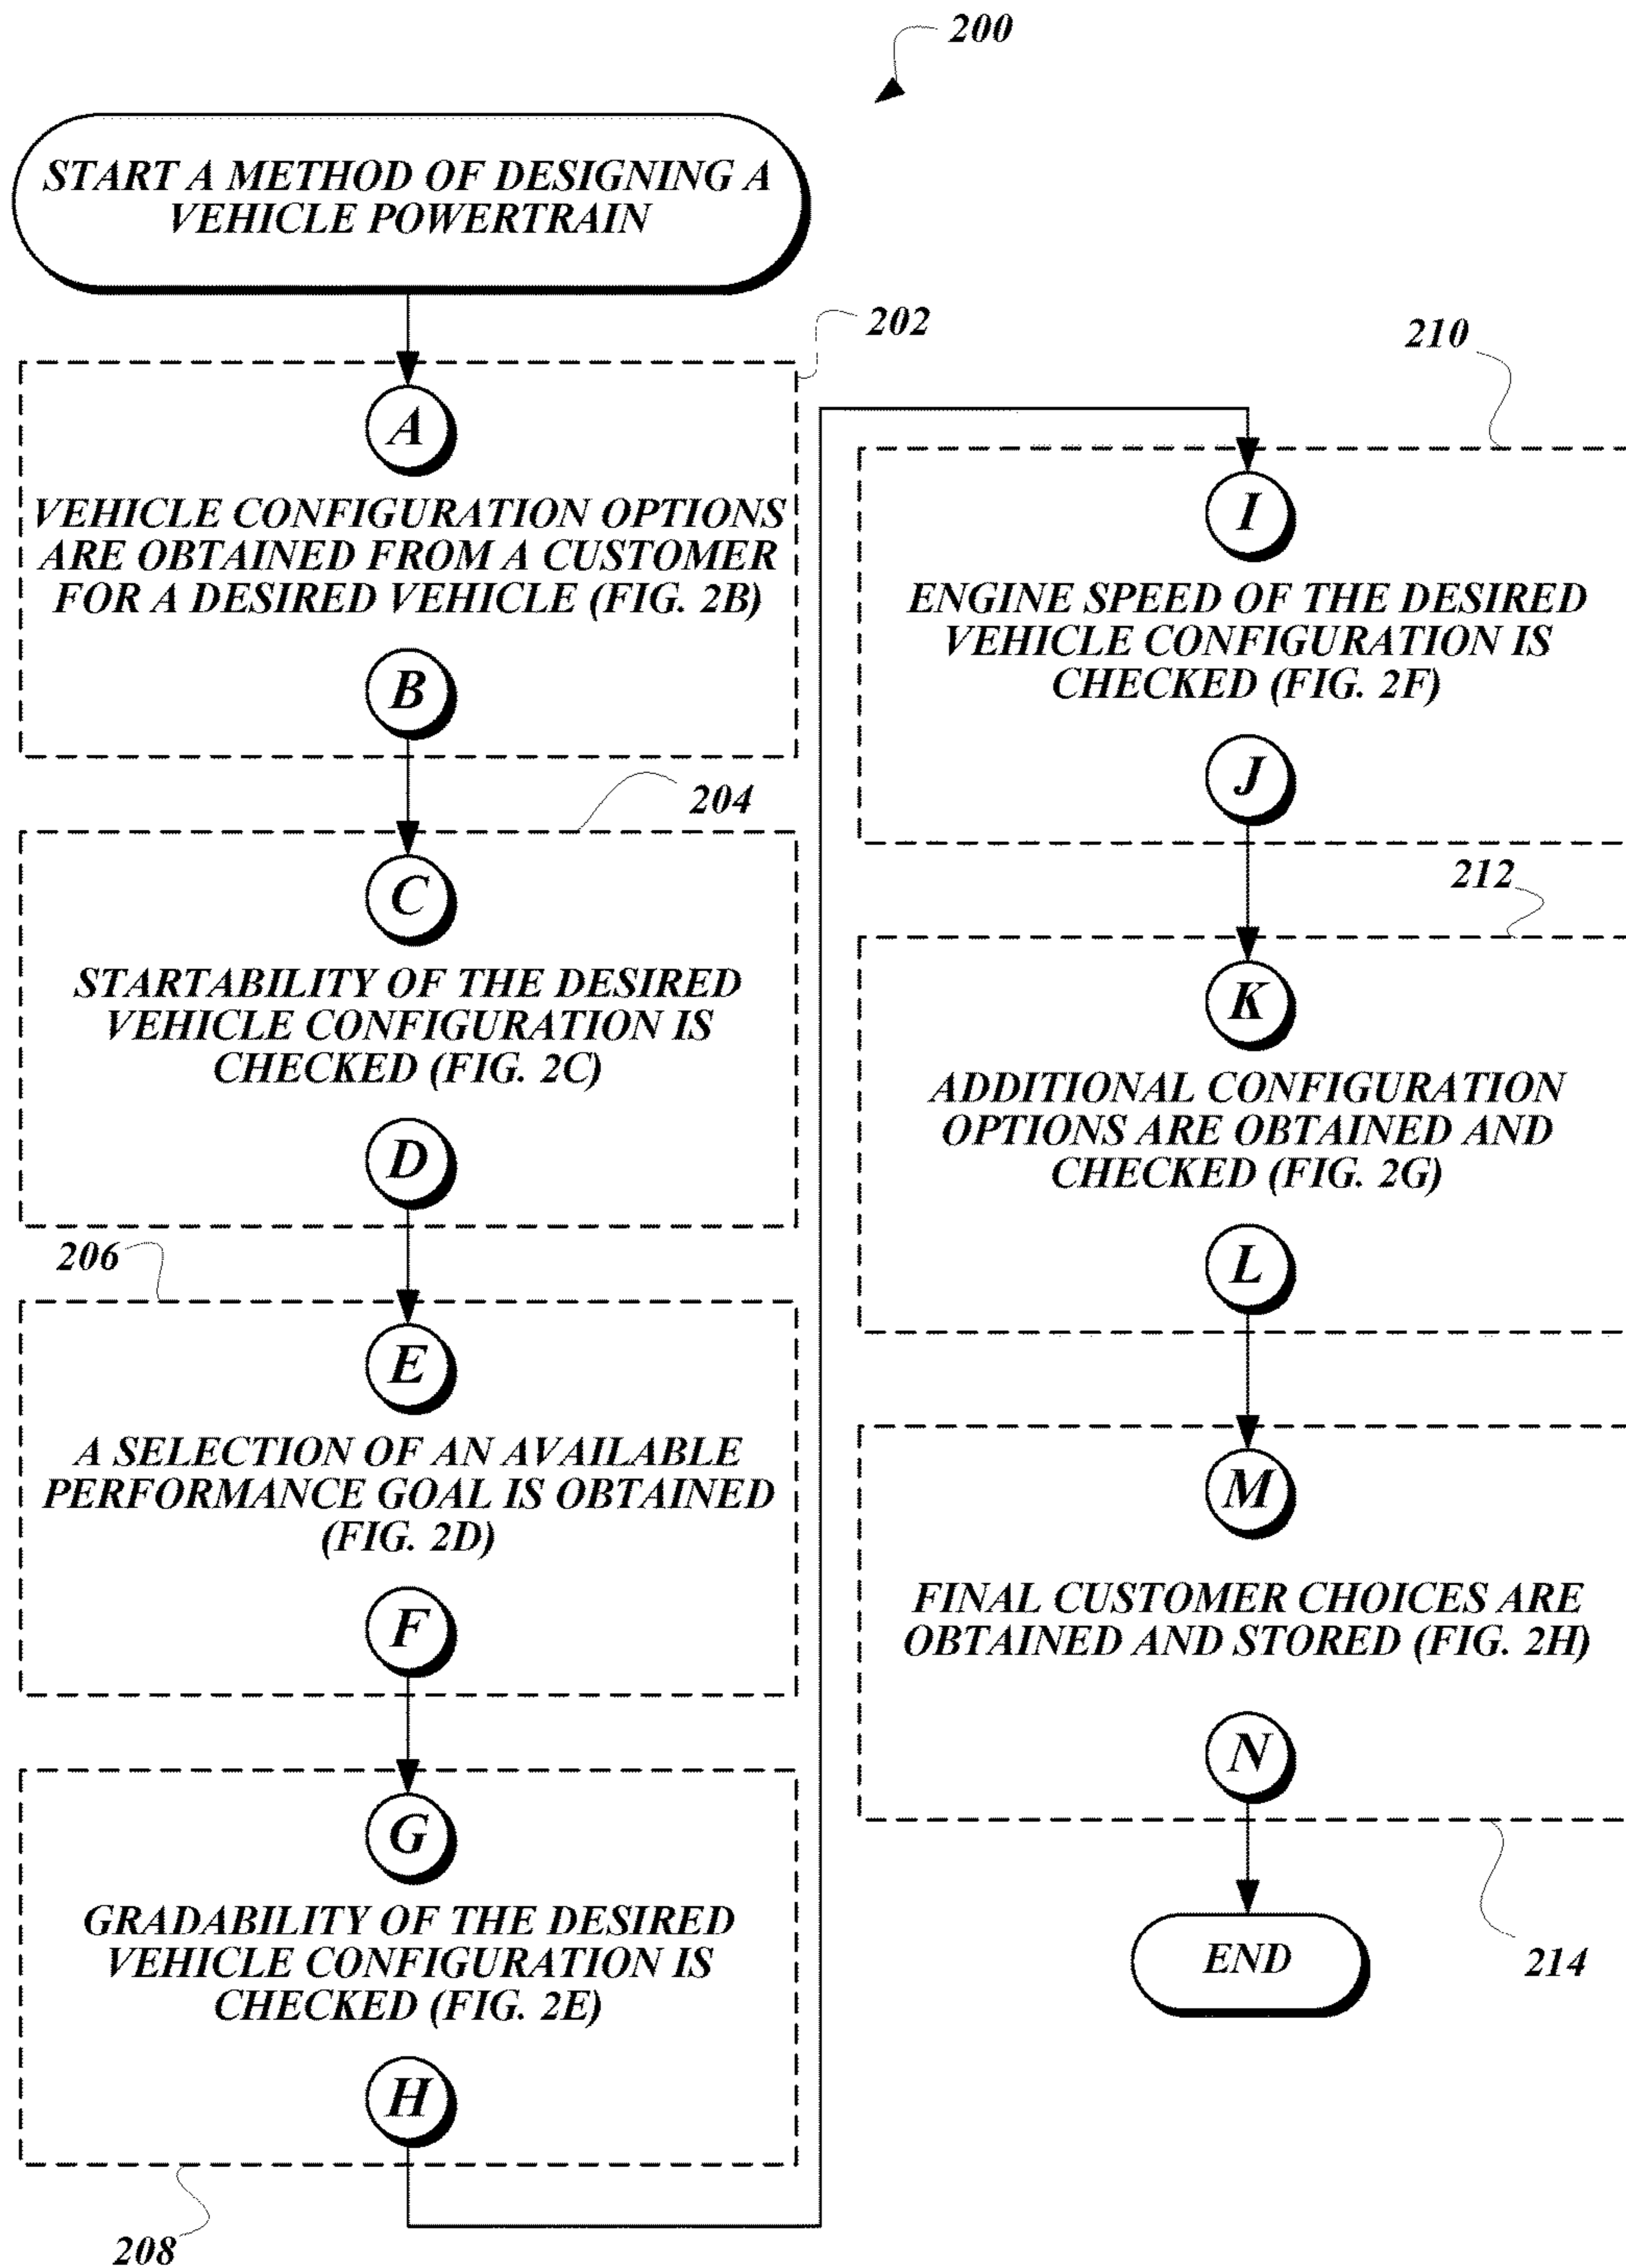 200
START A METHOD OF DESIGNING A
VEHICLE POWERTRAIN
202
A
VEHICLE CONFIGURATION OPTIONS
ARE OBTAINED FROM A CUSTOMER
FOR A DESIRED VEHICLE (FIG. 2B)
B
204
C
STARTABILITY OF THE DESIRED
VEHICLE CONFIGURATION IS
CHECKED (FIG. 2C)
D
206
E
A SELECTION OF AN AVAILABLE
PERFORMANCE GOAL IS OBTAINED
(FIG. 2D)
F
G
GRADABILITY OF THE DESIRED
VEHICLE CONFIGURATION IS
CHECKED (FIG. 2E)
H
208
210
I
ENGINE SPEED OF THE DESIRED
VEHICLE CONFIGURATION IS
CHECKED (FIG. 2F)
J
212
K
ADDITIONAL CONFIGURATION
OPTIONS ARE OBTAINED AND
CHECKED (FIG. 2G)
L
M
FINAL CUSTOMER CHOICES ARE
OBTAINED AND STORED (FIG. 2H)
N
END
214